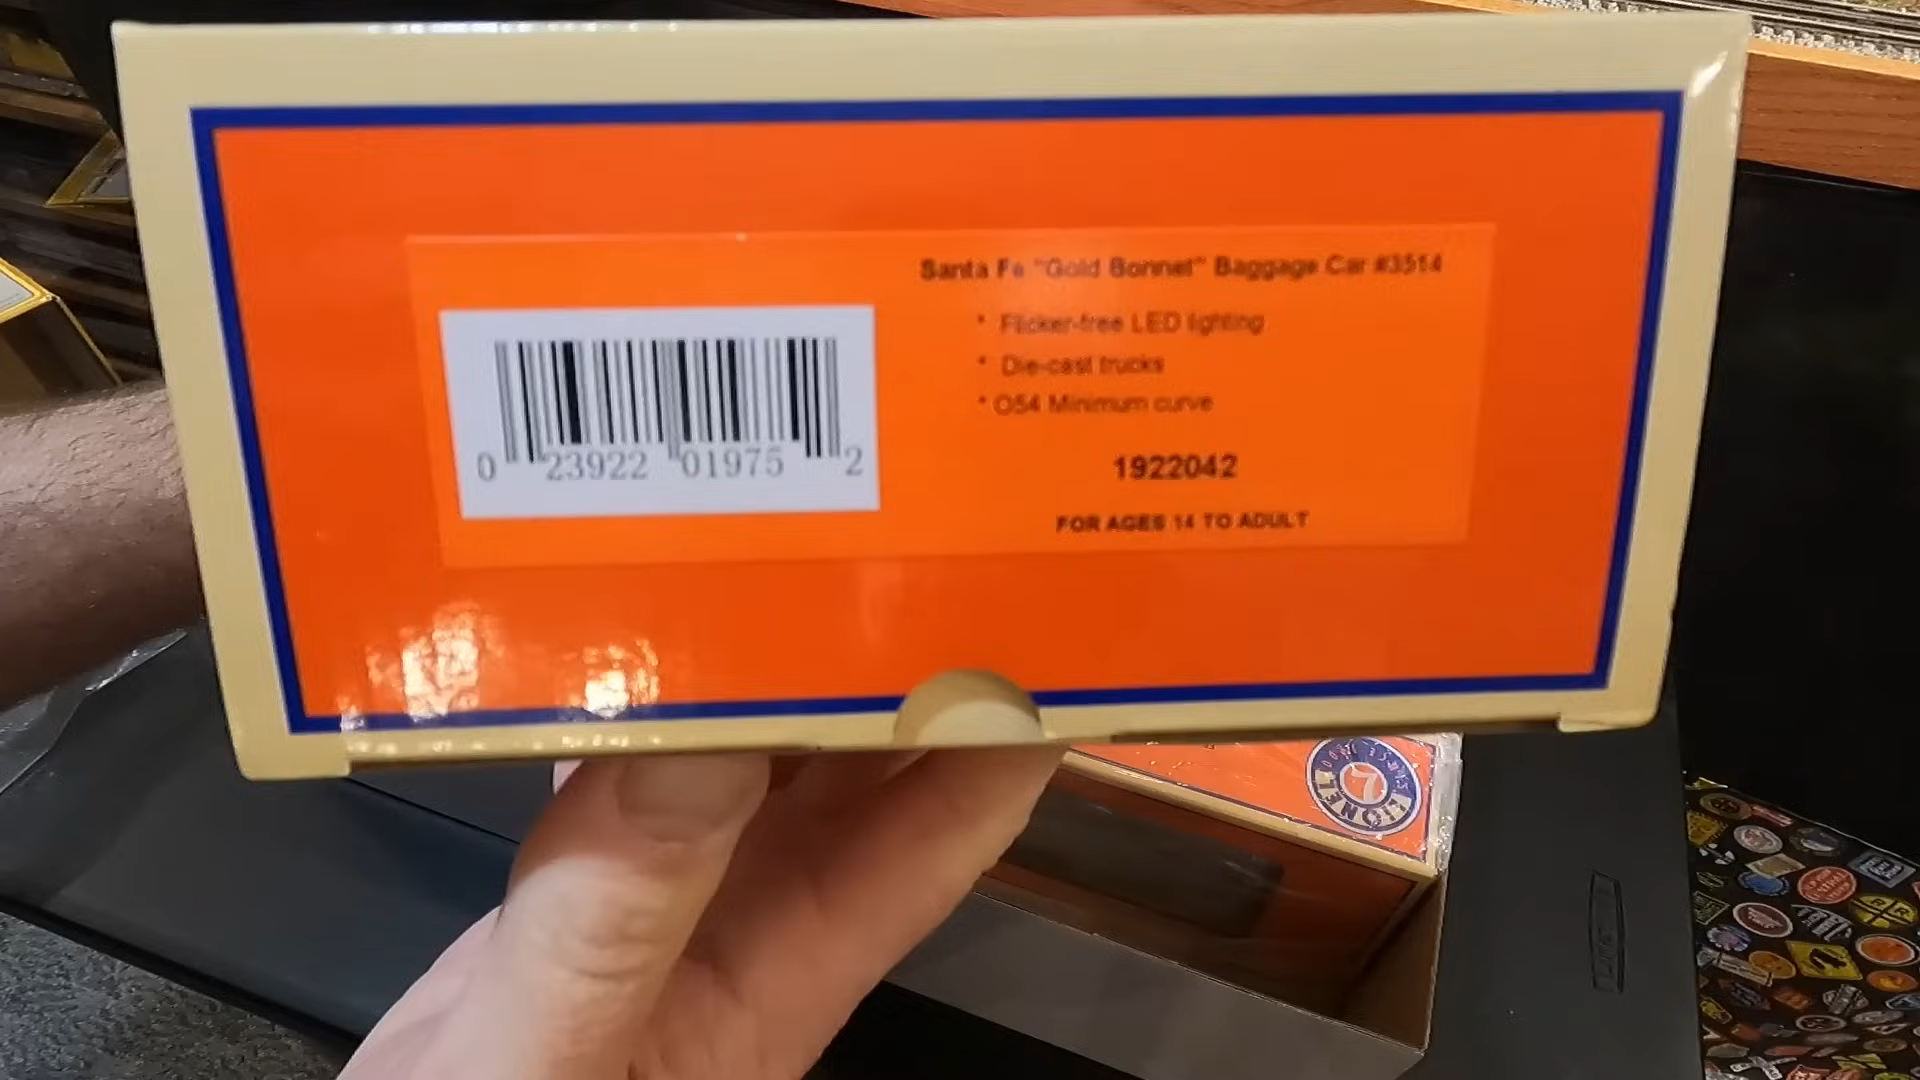 Santa Fe "Gold Bonnet" Baggage Car #3514
* Flicker-free LED lighting
* Die-cast trucks
* O54 Minimum curve
1922042
FOR AGES 14 TO ADULT
0 23922 01975 2
LIONEL